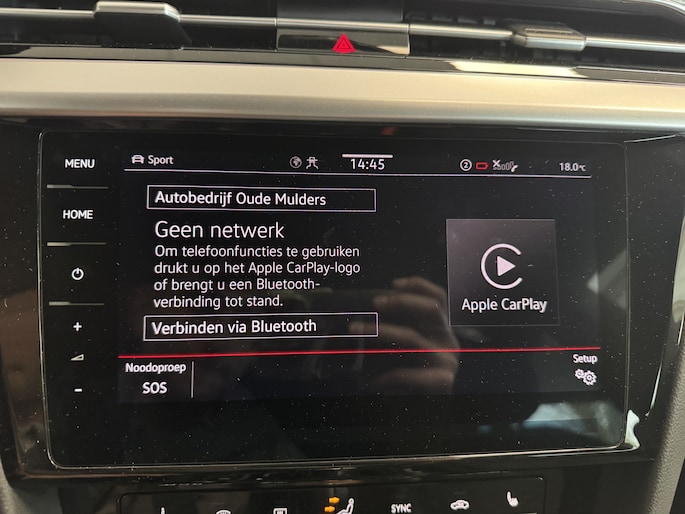 MENU
Sport
14:45
2
18.0°C
HOME
Autobedrijf Oude Mulders
Geen netwerk
Om telefoonfuncties te gebruiken
drukt u op het Apple CarPlay-logo
of brengt u een Bluetooth-
verbinding tot stand.
Verbinden via Bluetooth
Apple CarPlay
+
-
Noodoproep
SOS
Setup
SYNC